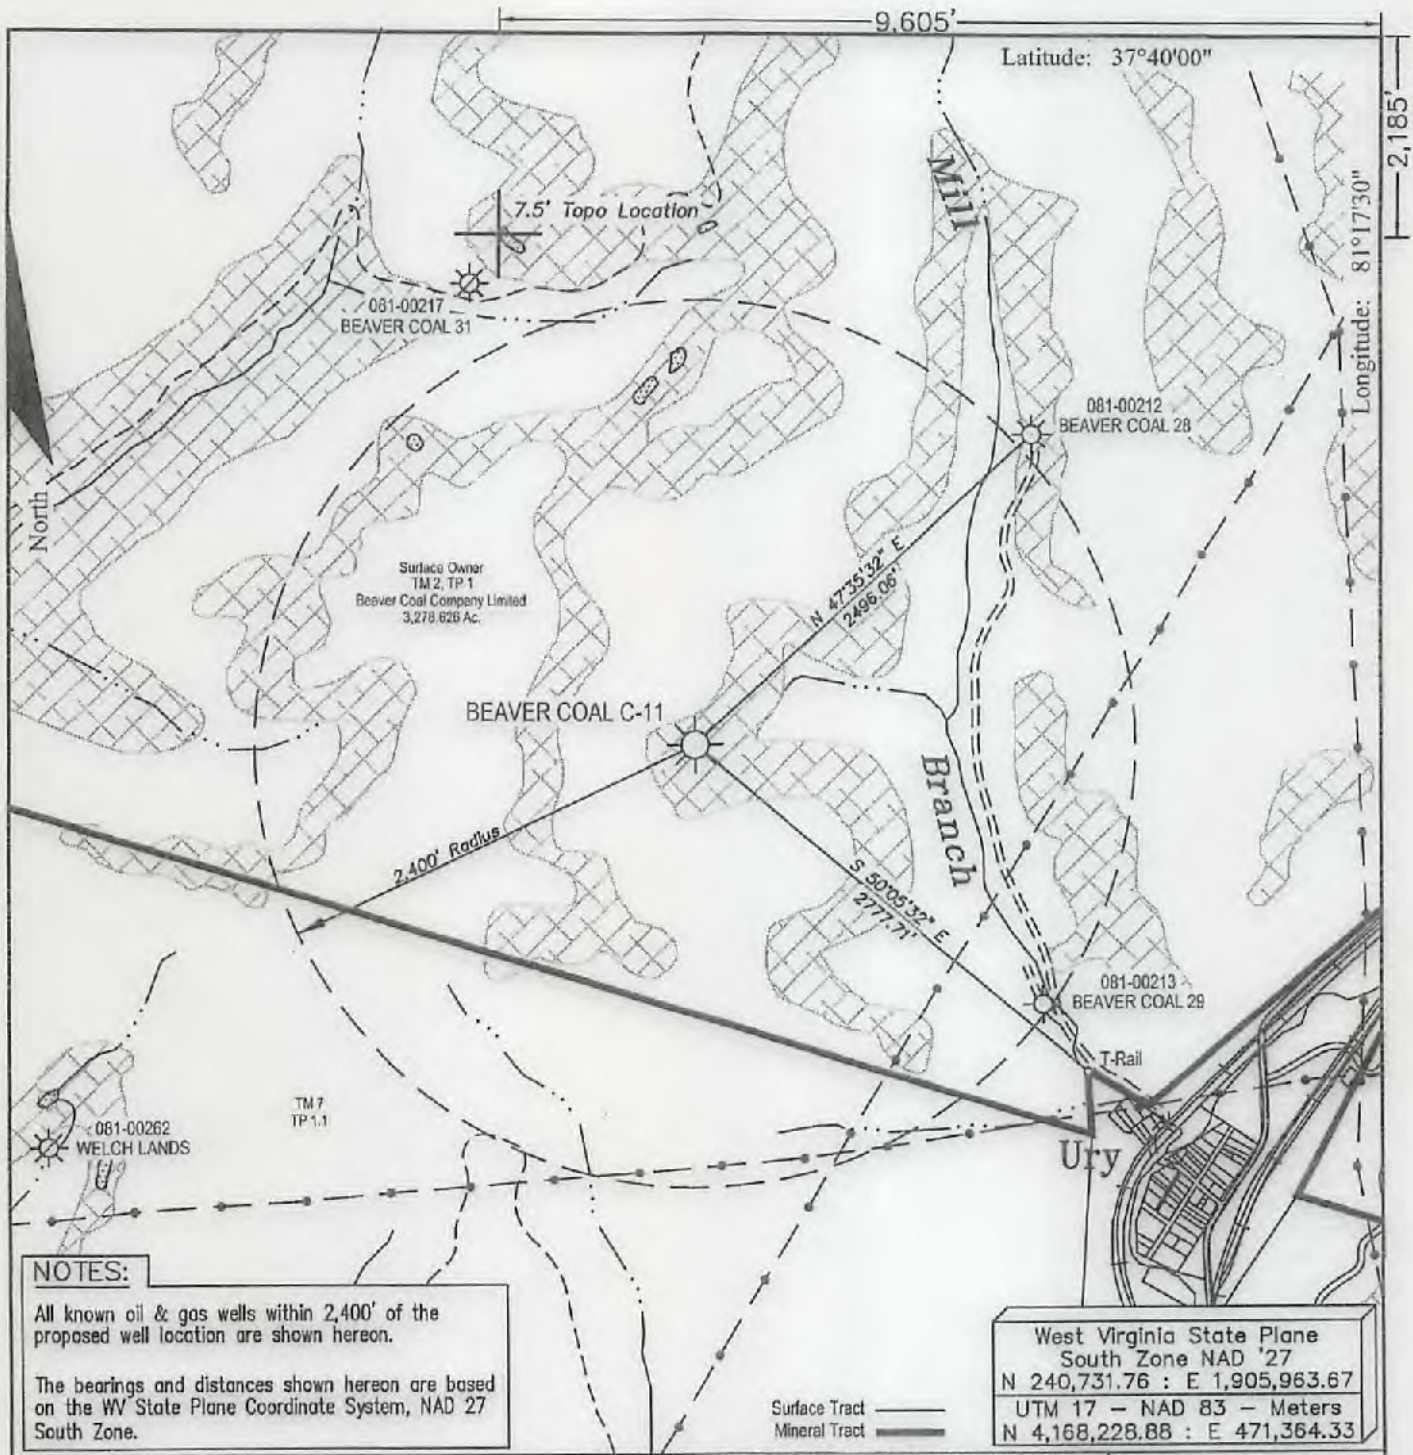 9,605'
Latitude: 37°40'00"
2,185'
Longitude: 81°17'30"
7.5' Topo Location
Mill
081-00217
BEAVER COAL 31
North
081-00212
BEAVER COAL 28
Surface Owner
TM 2, TP 1
Beaver Coal Company Limited
3,278.626 Ac.
N 47°35'32" E
2496.06'
BEAVER COAL C-11
Branch
2,400' Radius
S 50°05'32" E
2777.71'
081-00213
BEAVER COAL 29
T-Rail
TM 7
TP 1.1
081-00262
WELCH LANDS
Ury
NOTES:
All known oil & gas wells within 2,400' of the
proposed well location are shown hereon.
The bearings and distances shown hereon are based
on the WV State Plane Coordinate System, NAD 27
South Zone.
Surface Tract
Mineral Tract
West Virginia State Plane
South Zone NAD '27
N 240,731.76 : E 1,905,963.67
UTM 17 - NAD 83 - Meters
N 4,168,228.88 : E 471,364.33